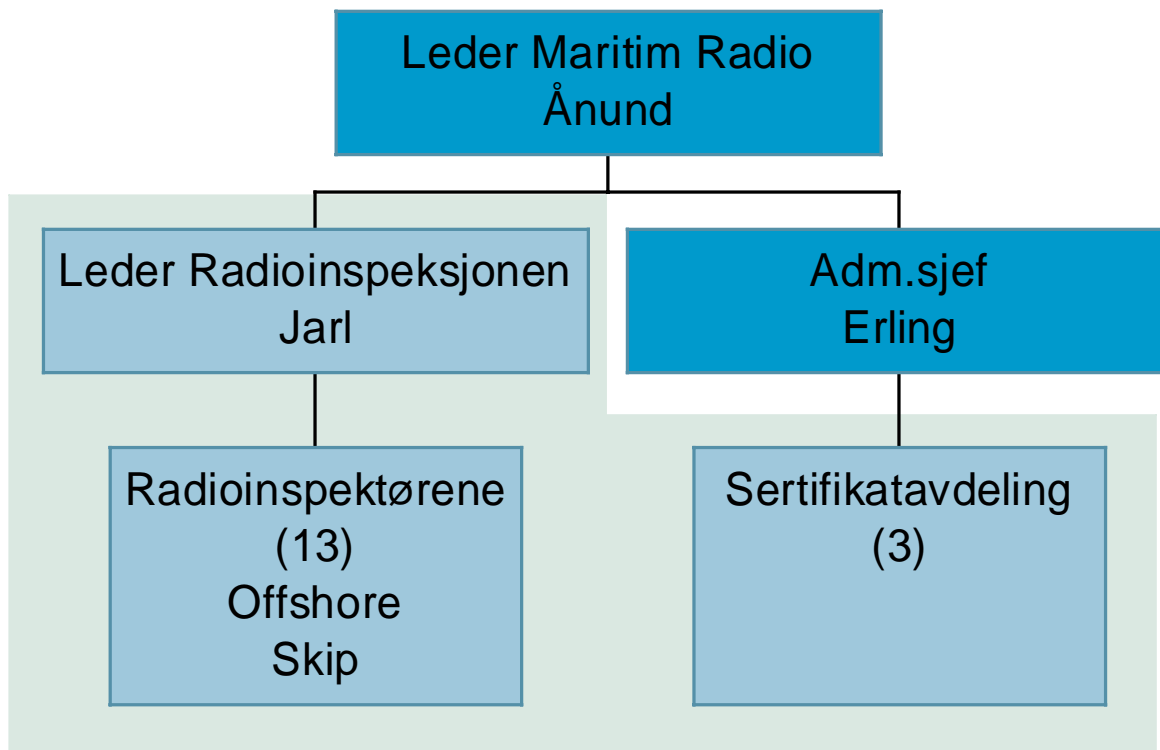 Leder Maritim Radio
Ånund
Leder Radioinspeksjonen
Jarl
Adm.sjef
Erling
Radioinspektørene
(13)
Offshore
Skip
Sertifikatavdeling
(3)